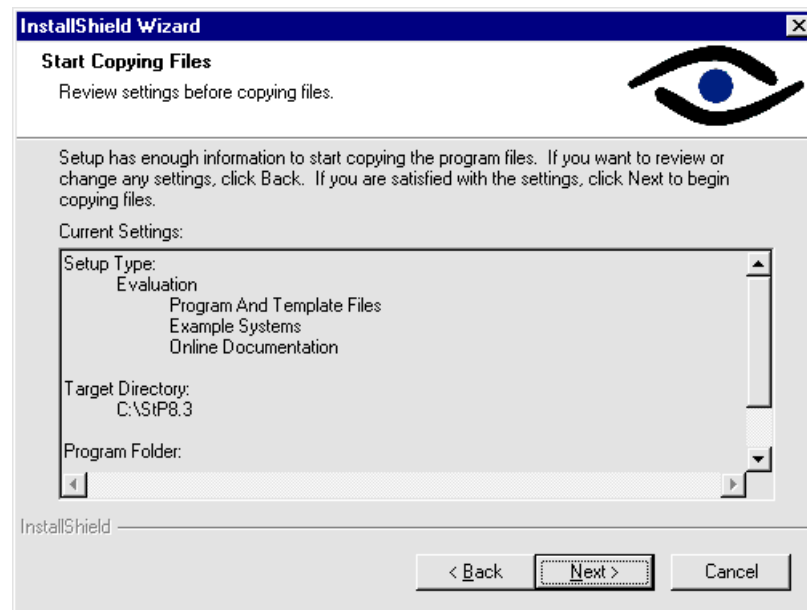 InstallShield Wizard
Start Copying Files
Review settings before copying files.
Setup has enough information to start copying the program files. If you want to review or
change any settings, click Back. If you are satisfied with the settings, click Next to begin
copying files.
Current Settings:
Setup Type:
Evaluation
Program And Template Files
Example Systems
Online Documentation
Target Directory:
C:\StP8.3
Program Folder:
InstallShield
< Back
Next >
Cancel